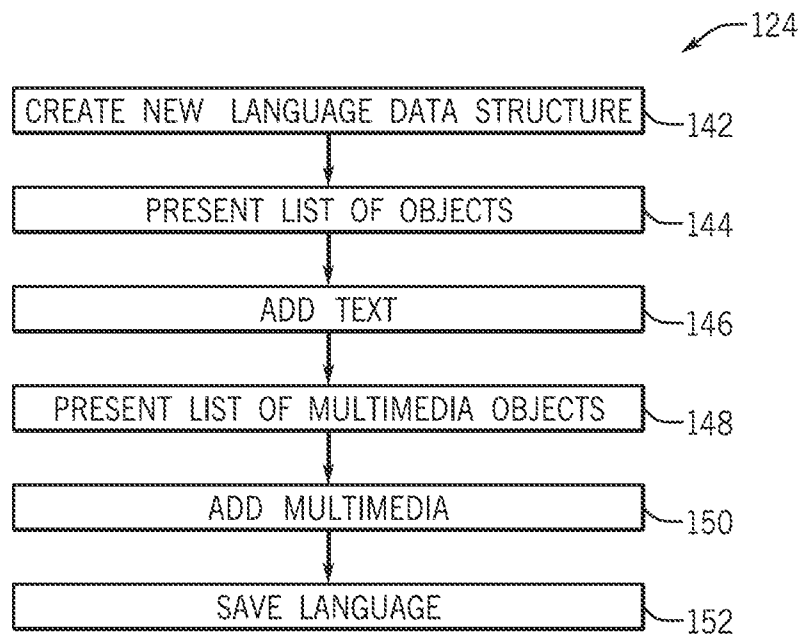 124
CREATE NEW LANGUAGE DATA STRUCTURE 142
PRESENT LIST OF OBJECTS 144
ADD TEXT 146
PRESENT LIST OF MULTIMEDIA OBJECTS 148
ADD MULTIMEDIA 150
SAVE LANGUAGE 152